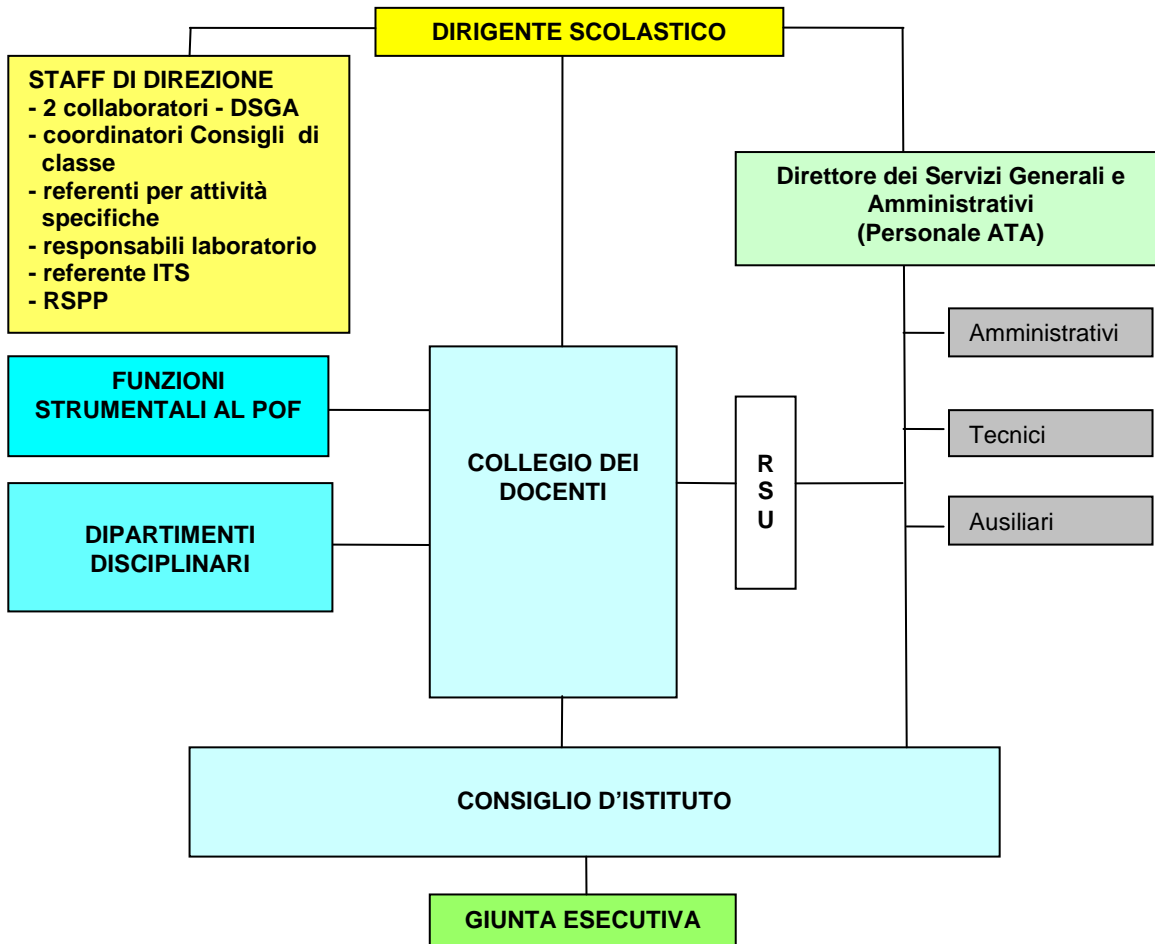 DIRIGENTE SCOLASTICO
STAFF DI DIREZIONE
- 2 collaboratori - DSGA
- coordinatori Consigli di
classe
- referenti per attività
specifiche
- responsabili laboratorio
- referente ITS
- RSPP
Direttore dei Servizi Generali e
Amministrativi
(Personale ATA)
Amministrativi
FUNZIONI
STRUMENTALI AL POF
Tecnici
COLLEGIO DEI
DOCENTI
R
S
U
DIPARTIMENTI
DISCIPLINARI
Ausiliari
CONSIGLIO D'ISTITUTO
GIUNTA ESECUTIVA